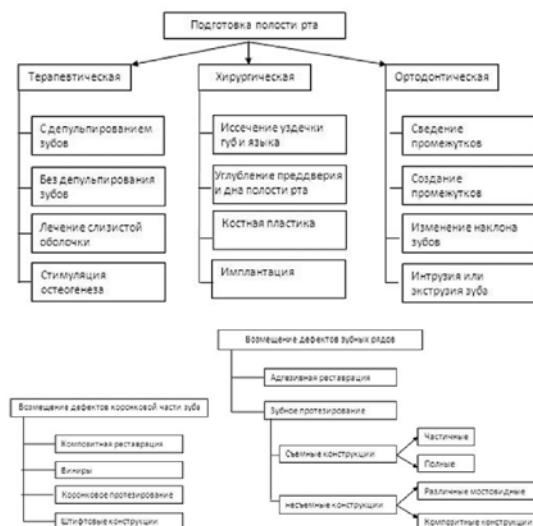 Подготовка полости рта
Терапевтическая
С депульпированием
зубов
Без депульпирования
зубов
Лечение слизистой
оболочки
Стимуляция
остеогенеза
Хирургическая
Иссечение уздечки
губ и языка
Углубление преддверия
и дна полости рта
Костная пластика
Имплантация
Ортодонтическая
Сведение
промежутков
Создание
промежутков
Изменение наклона
зубов
Интрузия или
экструзия зуба
Возмещение дефектов коронковой части зуба
Композитная реставрация
Виниры
Коронковое протезирование
Штифтовые конструкции
Возмещение дефектов зубных рядов
Адгезивная реставрация
Зубное протезирование
Съемные конструкции
Частичные
Полные
несъемные конструкции
Различные мостовидные
Композитные конструкции